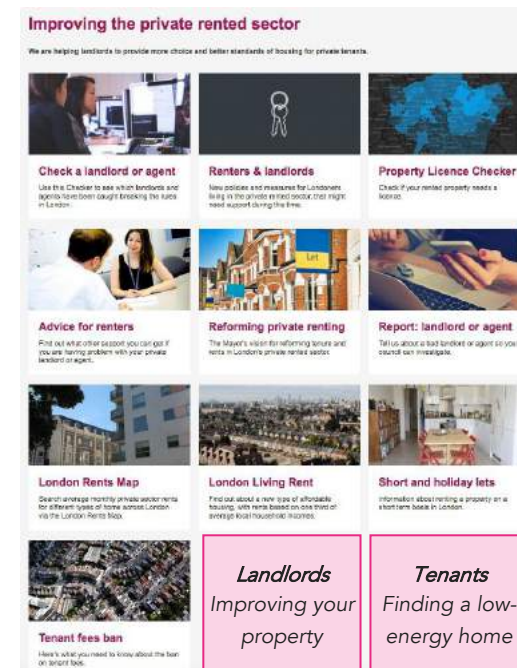 Improving the private rented sector
We are helping landlords to provide more choice and better standards of housing for private tenants.
Check a landlord or agent
Use this Checker to see which landlords and
agents have been caught breaking the rules
in London.
Renters & landlords
New policies and measures for Londoners
living in the private rented sector, that might
need support during this time.
Property Licence Checker
Check if your rented property needs a
licence.
Let
Advice for renters
Find out what other support you can get if
you are having problem with your private
landlord or agent.
Reforming private renting
The Mayor's vision for reforming tenure and
rents in London's private rented sector.
Report: landlord or agent
Tell us about a bad landlord or agent so you
council can investigate.
London Rents Map
Search average monthly private sector rents
for different types of home across London
via the London Rents Map.
London Living Rent
Find out about a new type of affordable
housing, with rents based on one third of
average local household incomes.
Short and holiday lets
Information about renting a property on a
short term basis in London.
Tenant fees ban
Here's what you need to know about the ban
on tenant fees.
Landlords
Improving your
property
Tenants
Finding a low-
energy home